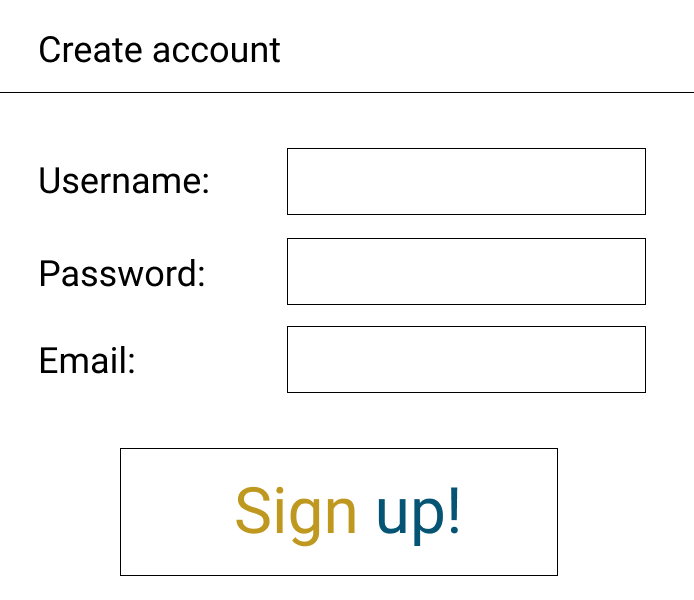 Create account
Username:
Password:
Email:
Sign up!